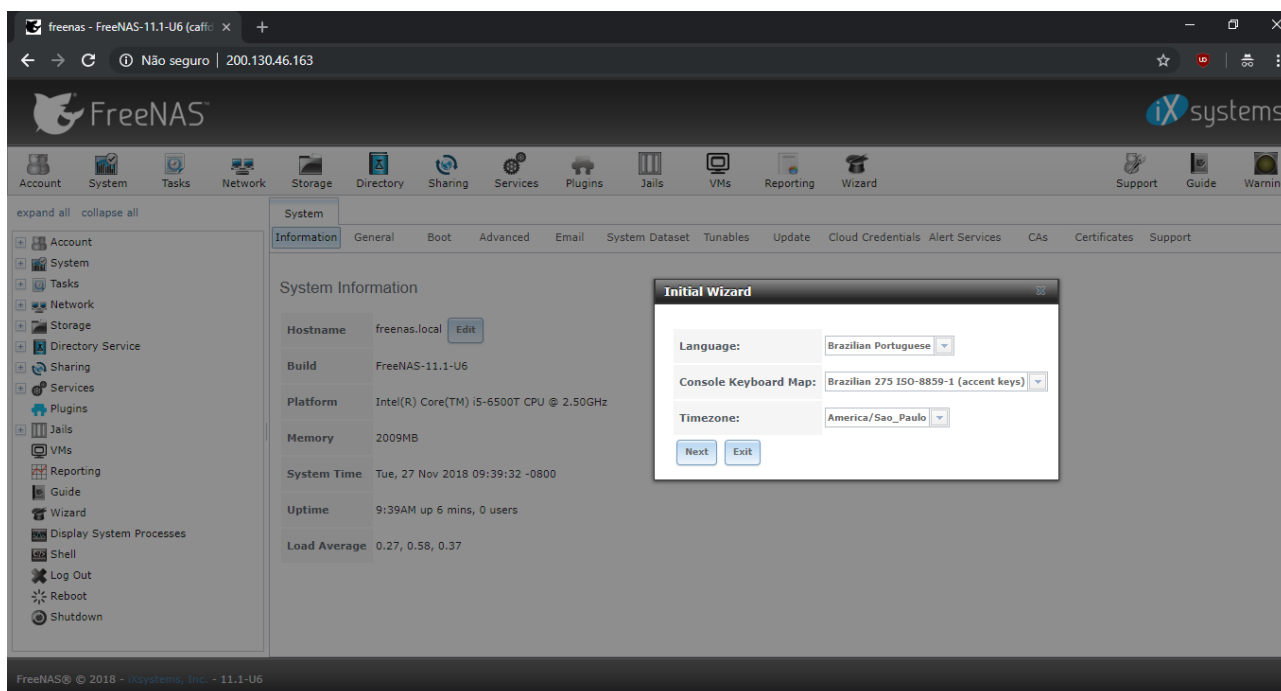 freenas - FreeNAS-11.1-U6 (caffd
Não seguro | 200.130.46.163
FreeNAS™
iXsystems
Account System Tasks Network Storage Directory Sharing Services Plugins Jails VMs Reporting Wizard Support Guide Warnin
expand all collapse all
Account
System
Tasks
Network
Storage
Directory Service
Sharing
Services
Plugins
Jails
VMs
Reporting
Guide
Wizard
Display System Processes
Shell
Log Out
Reboot
Shutdown
System
Information General Boot Advanced Email System Dataset Tunables Update Cloud Credentials Alert Services CAs Certificates Support
System Information
Hostname freenas.local Edit
Build FreeNAS-11.1-U6
Platform Intel(R) Core(TM) i5-6500T CPU @ 2.50GHz
Memory 2009MB
System Time Tue, 27 Nov 2018 09:39:32 -0800
Uptime 9:39AM up 6 mins, 0 users
Load Average 0.27, 0.58, 0.37
Initial Wizard
Language: Brazilian Portuguese
Console Keyboard Map: Brazilian 275 ISO-8859-1 (accent keys)
Timezone: America/Sao_Paulo
Next Exit
FreeNAS® © 2018 - iXsystems, Inc. - 11.1-U6